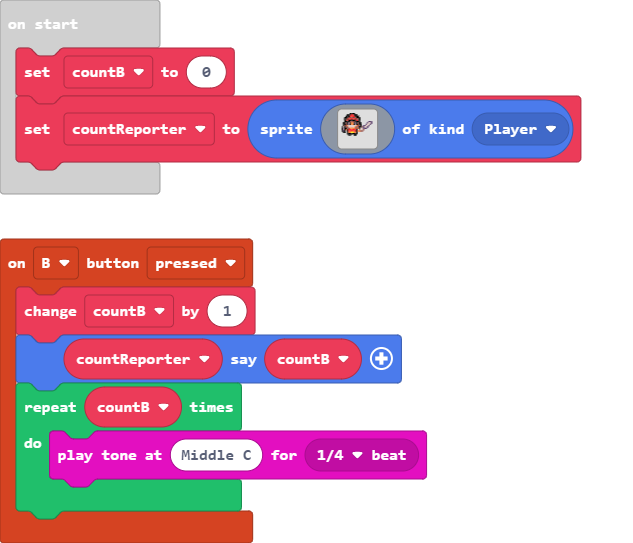 on start
set countB to 0
set countReporter to sprite of kind Player
on B button pressed
change countB by 1
countReporter say countB
repeat countB times
do
play tone at Middle C for 1/4 beat